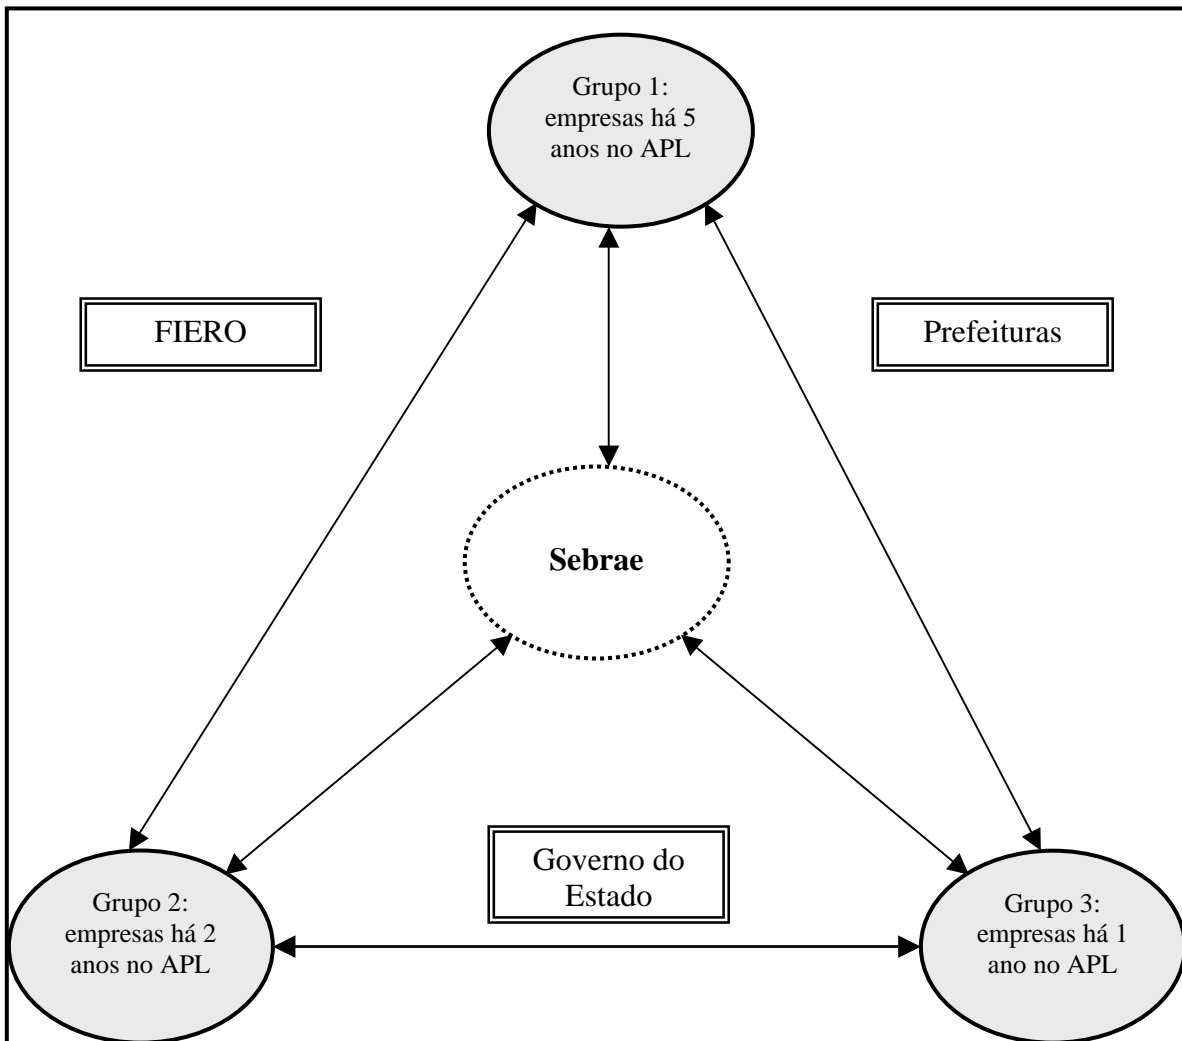 Grupo 1:
empresas há 5
anos no APL
FIERO
Prefeituras
Sebrae
Governo do
Estado
Grupo 2:
empresas há 2
anos no APL
Grupo 3:
empresas há 1
ano no APL